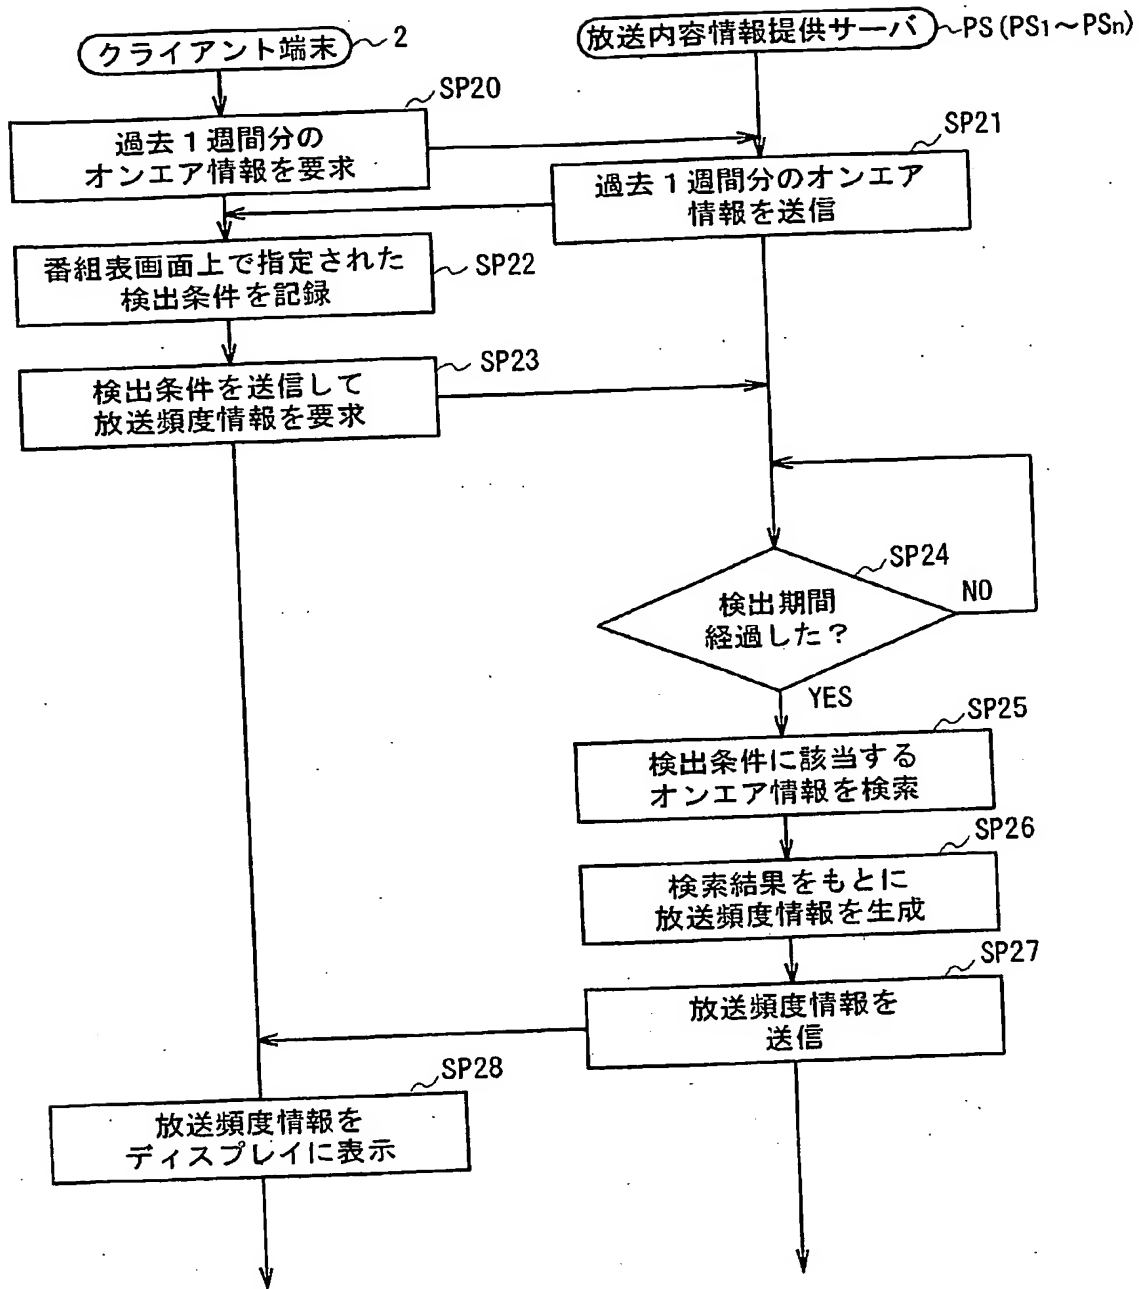 クライアント端末
2
放送内容情報提供サーバ
PS(PS1～PSn)
SP20
過去1週間分の
オンエア情報を要求
SP21
過去1週間分のオンエア
情報を送信
番組表画面上で指定された
検出条件を記録
SP22
検出条件を送信して
放送頻度情報を要求
SP23
SP24
検出期間
経過した?
NO
YES
SP25
検出条件に該当する
オンエア情報を検索
SP26
検索結果をもとに
放送頻度情報を生成
SP27
放送頻度情報を
送信
SP28
放送頻度情報を
ディスプレイに表示